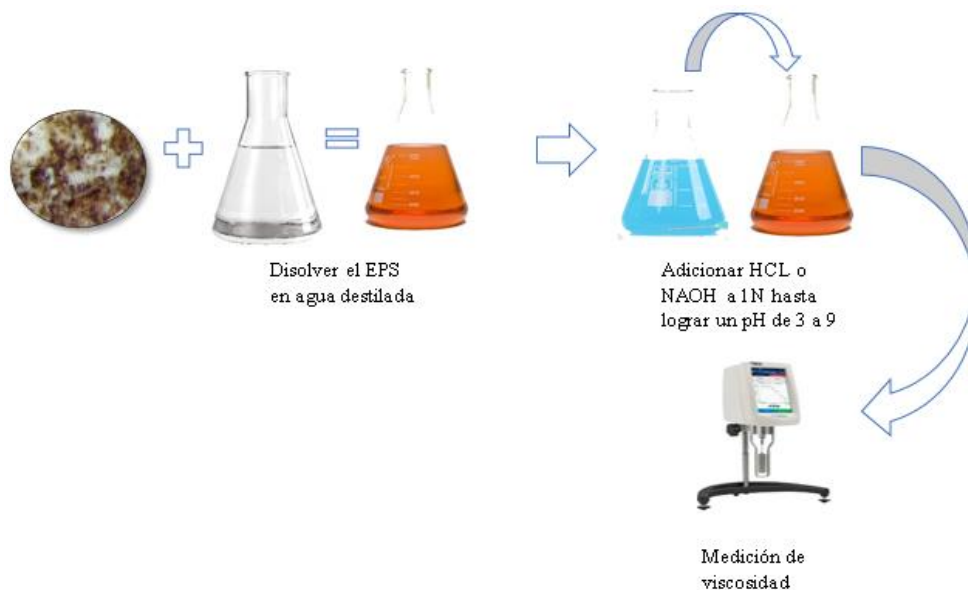 Disolver el EPS
en agua destilada
Adicionar HCL o
NAOH a 1N hasta
lograr un pH de 3 a 9
Medición de
viscosidad